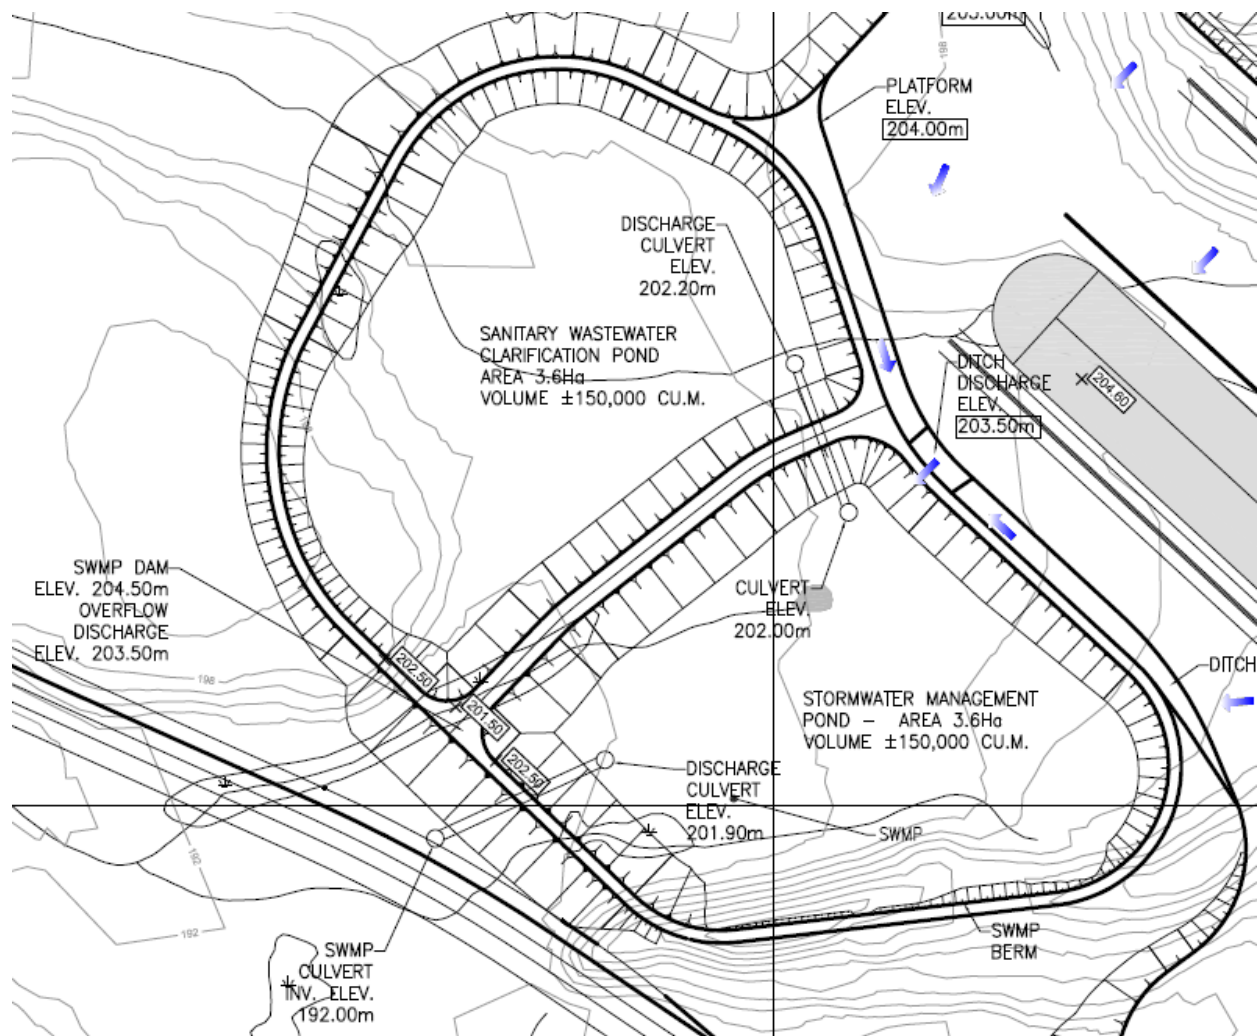 203.00m
198
PLATFORM
ELEV.
204.00m
DISCHARGE
CULVERT
ELEV.
202.20m
SANITARY WASTEWATER
CLARIFICATION POND
AREA 3.6Ha
VOLUME ±150,000 CU.M.
DITCH
DISCHARGE
ELEV.
203.50m
204.60
SWMP DAM
ELEV. 204.50m
OVERFLOW
DISCHARGE
ELEV. 203.50m
CULVERT
ELEV.
202.00m
202.50
198
201.50
DITCH
STORMWATER MANAGEMENT
POND – AREA 3.6Ha
VOLUME ±150,000 CU.M.
202.50
DISCHARGE
CULVERT
ELEV.
201.90m
SWMP
192
192
SWMP
CULVERT
INV. ELEV.
192.00m
SWMP
BERM